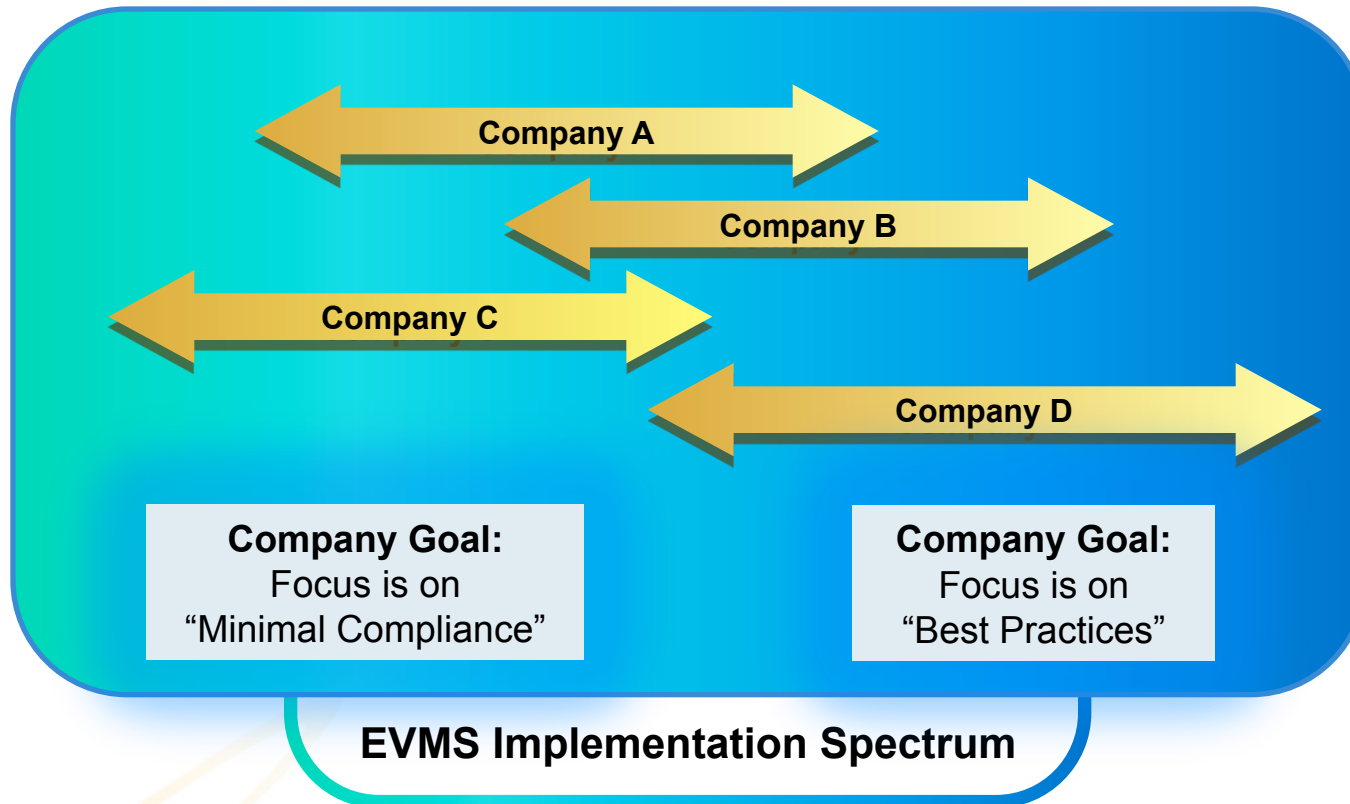 Company A
Company B
Company C
Company D
Company Goal:
Focus is on
“Minimal Compliance”
Company Goal:
Focus is on
“Best Practices”
EVMS Implementation Spectrum